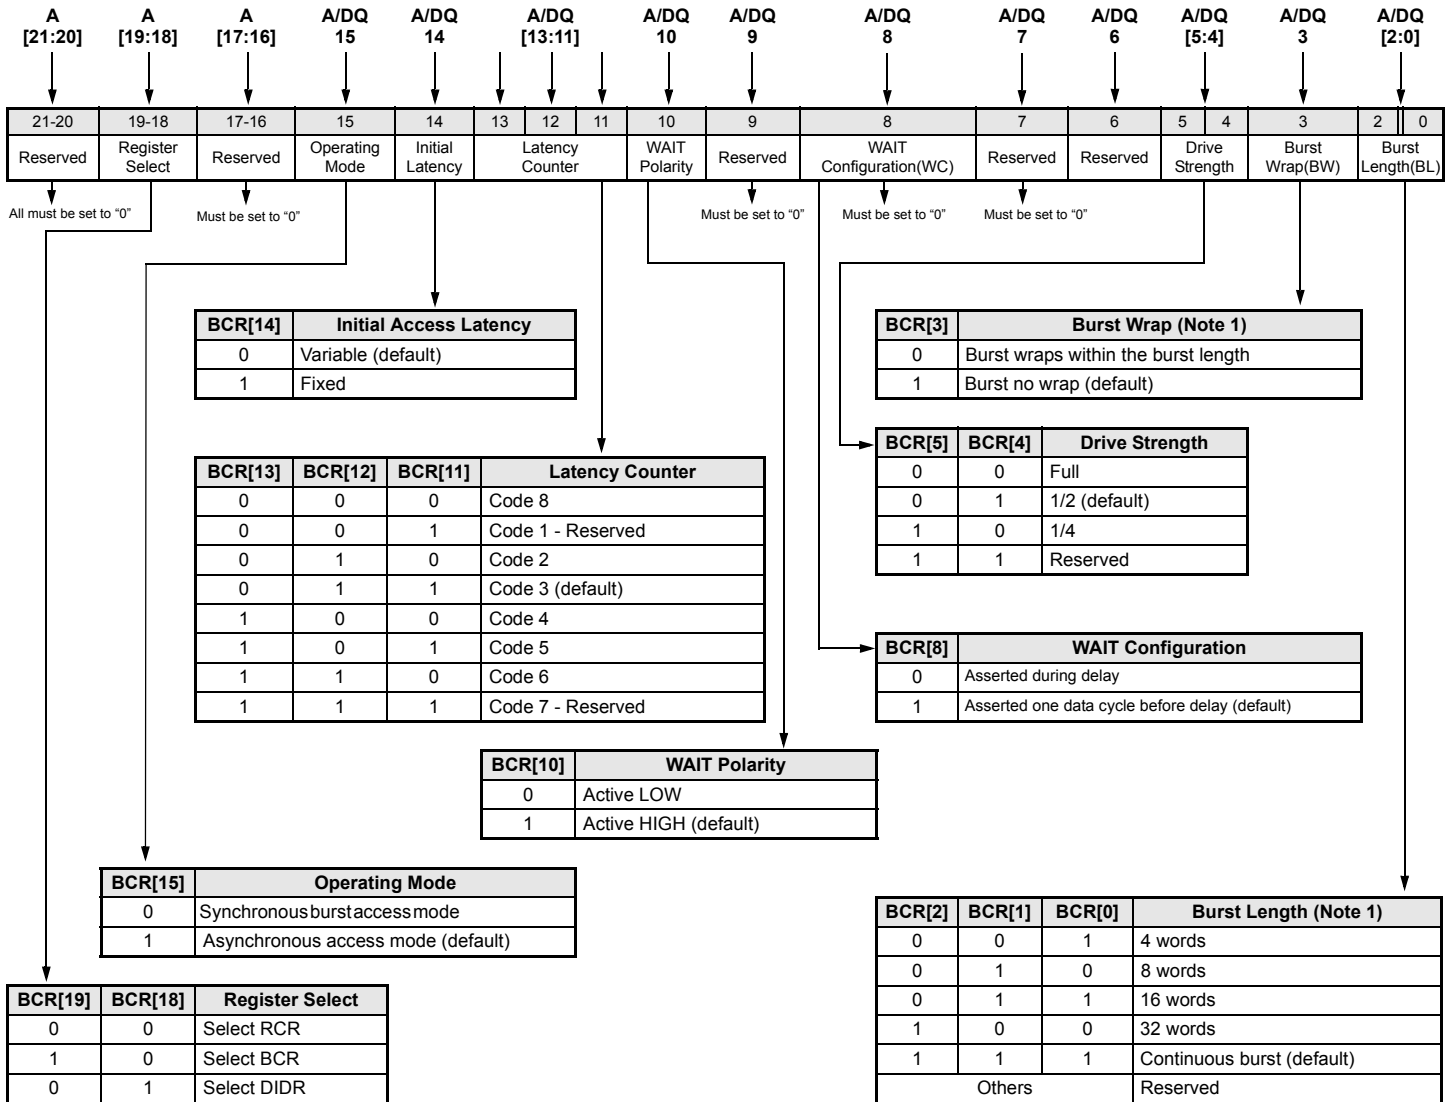 A A A A/DQ A/DQ A/DQ A/DQ A/DQ A/DQ A/DQ A/DQ A/DQ A/DQ A/DQ
[21:20] [19:18] [17:16] 15 14 [13:11] 10 9 8 7 6 [5:4] 3 [2:0]
21-20 19-18 17-16 15 14 13 12 11 10 9 8 7 6 5 4 3 2 0
Reserved Register Select Reserved Operating Mode Initial Latency Latency Counter WAIT Polarity Reserved WAIT Configuration(WC) Reserved Reserved Drive Strength Burst Wrap(BW) Burst Length(BL)
All must be set to “0” Must be set to “0” Must be set to “0” Must be set to “0” Must be set to “0”
BCR[14] Initial Access Latency
0 Variable (default)
1 Fixed
BCR[3] Burst Wrap (Note 1)
0 Burst wraps within the burst length
1 Burst no wrap (default)
BCR[5] BCR[4] Drive Strength
0 0 Full
0 1 1/2 (default)
1 0 1/4
1 1 Reserved
BCR[13] BCR[12] BCR[11] Latency Counter
0 0 0 Code 8
0 0 1 Code 1 - Reserved
0 1 0 Code 2
0 1 1 Code 3 (default)
1 0 0 Code 4
1 0 1 Code 5
1 1 0 Code 6
1 1 1 Code 7 - Reserved
BCR[8] WAIT Configuration
0 Asserted during delay
1 Asserted one data cycle before delay (default)
BCR[10] WAIT Polarity
0 Active LOW
1 Active HIGH (default)
BCR[15] Operating Mode
0 Synchronous burst access mode
1 Asynchronous access mode (default)
BCR[2] BCR[1] BCR[0] Burst Length (Note 1)
0 0 1 4 words
0 1 0 8 words
0 1 1 16 words
1 0 0 32 words
1 1 1 Continuous burst (default)
Others Reserved
BCR[19] BCR[18] Register Select
0 0 Select RCR
1 0 Select BCR
0 1 Select DIDR